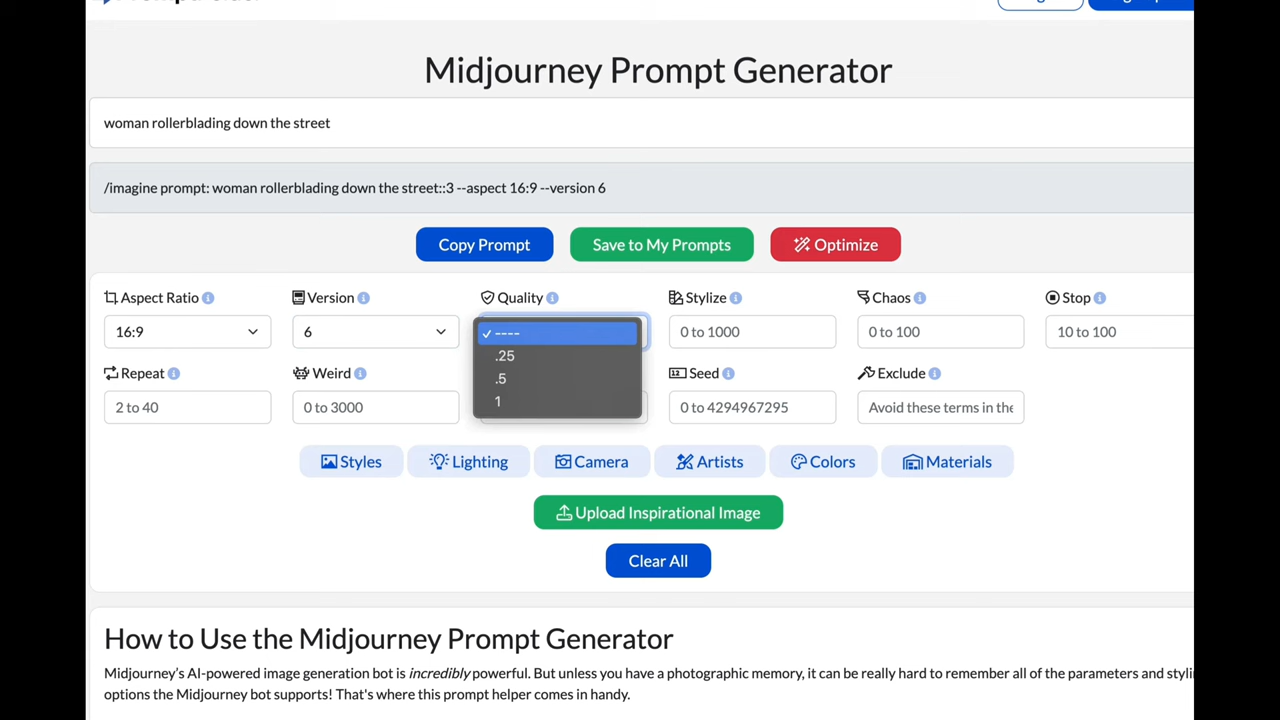 Midjourney Prompt Generator
woman rollerblading down the street
/imagine prompt: woman rollerblading down the street::3 --aspect 16:9 --version 6
Copy Prompt Save to My Prompts Optimize
Aspect Ratio Version Quality Stylize Chaos Stop
16:9 6 ---- 0 to 1000 0 to 100 10 to 100
.25
.5
1
Repeat Weird Seed Exclude
2 to 40 0 to 3000 0 to 4294967295 Avoid these terms in the
Styles Lighting Camera Artists Colors Materials
Upload Inspirational Image
Clear All
How to Use the Midjourney Prompt Generator
Midjourney’s AI-powered image generation bot is incredibly powerful. But unless you have a photographic memory, it can be really hard to remember all of the parameters and styli
options the Midjourney bot supports! That's where this prompt helper comes in handy.